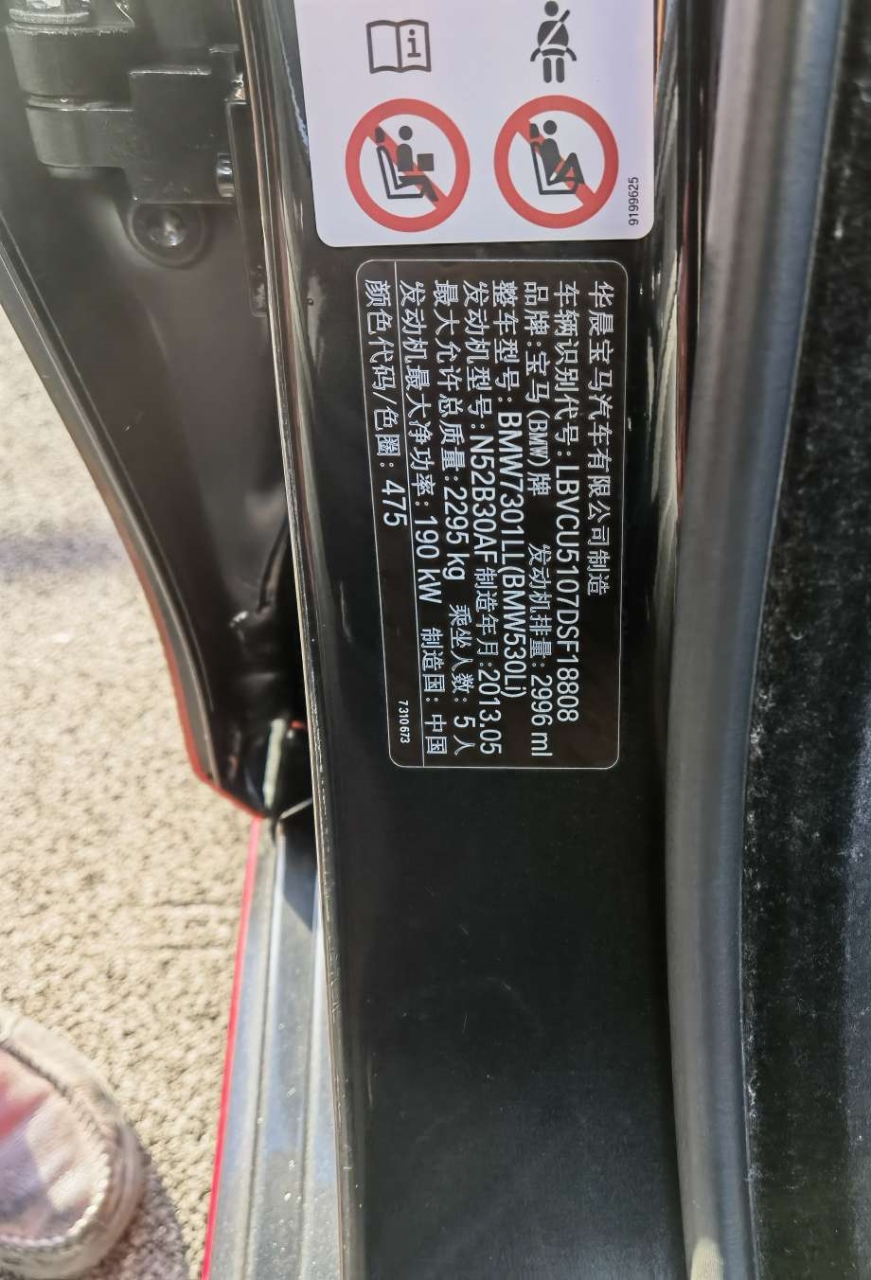 9199625
华晨宝马汽车有限公司制造
车辆识别代号:LBVCU5107DSF18808
品牌:宝马(BMW)牌 发动机排量:2996 ml
整车型号:BMW7301LL(BMW530Li)
发动机型号:N52B30AF 制造年月:2013.05
最大允许总质量:2295 kg 乘坐人数: 5 人
发动机最大净功率: 190 kW 制造国: 中国
颜色代码/色圈: 475
7310673